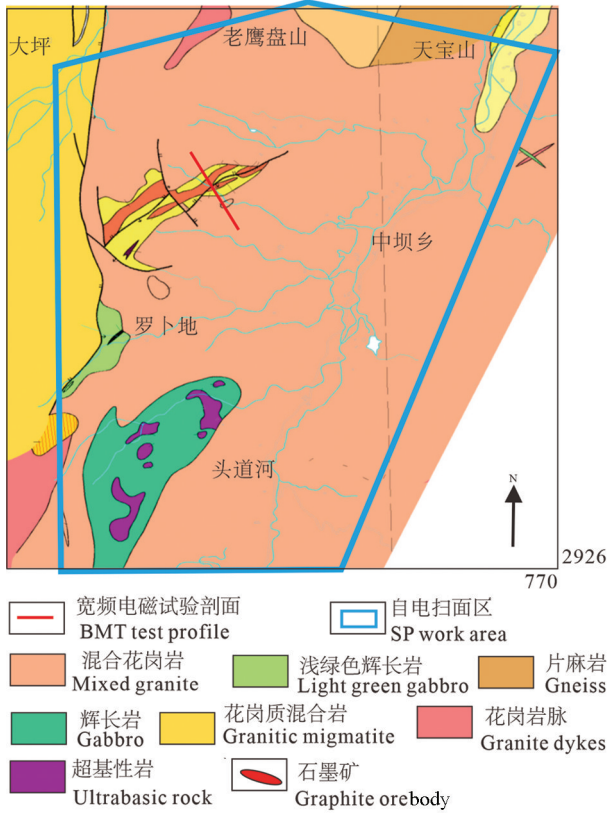 大坪
老鹰盘山
天宝山
中坝乡
罗卜地
头道河
N
2926
770
宽频电磁试验剖面
BMT test profile
自电扫面区
SP work area
混合花岗岩
Mixed granite
浅绿色辉长岩
Light green gabbro
片麻岩
Gneiss
辉长岩
Gabbro
花岗质混合岩
Granitic migmatite
花岗岩脉
Granite dykes
超基性岩
Ultrabasic rock
石墨矿
Graphite orebody